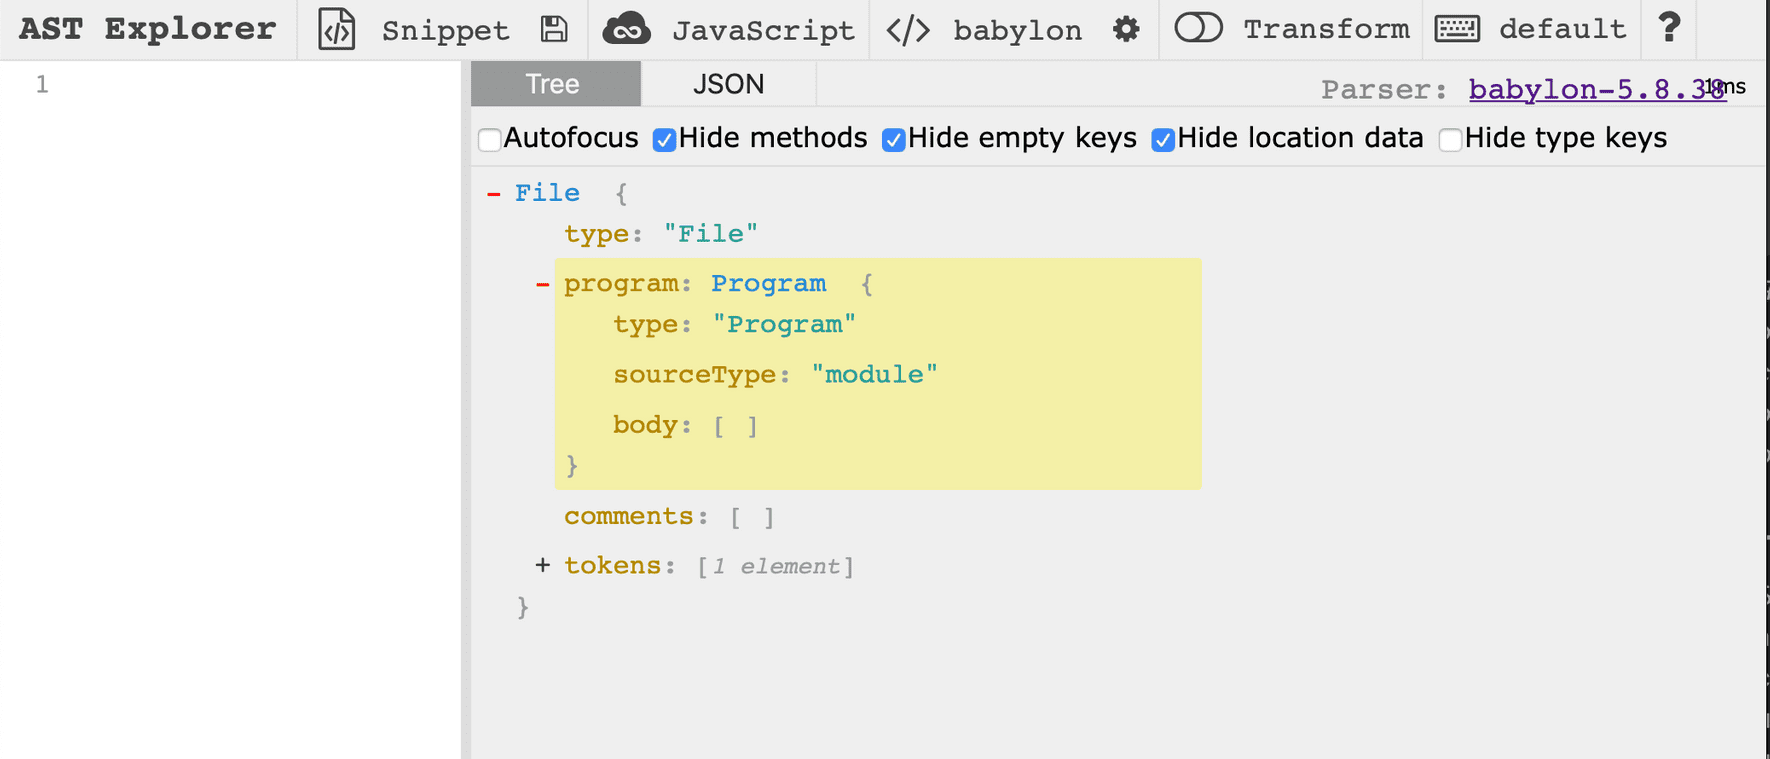 AST Explorer Snippet JavaScript </> babylon Transform default ?
1
Tree JSON Parser: babylon-5.8.38 1ms
Autofocus Hide methods Hide empty keys Hide location data Hide type keys
- File {
type: "File"
- program: Program {
type: "Program"
sourceType: "module"
body: [ ]
}
comments: [ ]
+ tokens: [1 element]
}